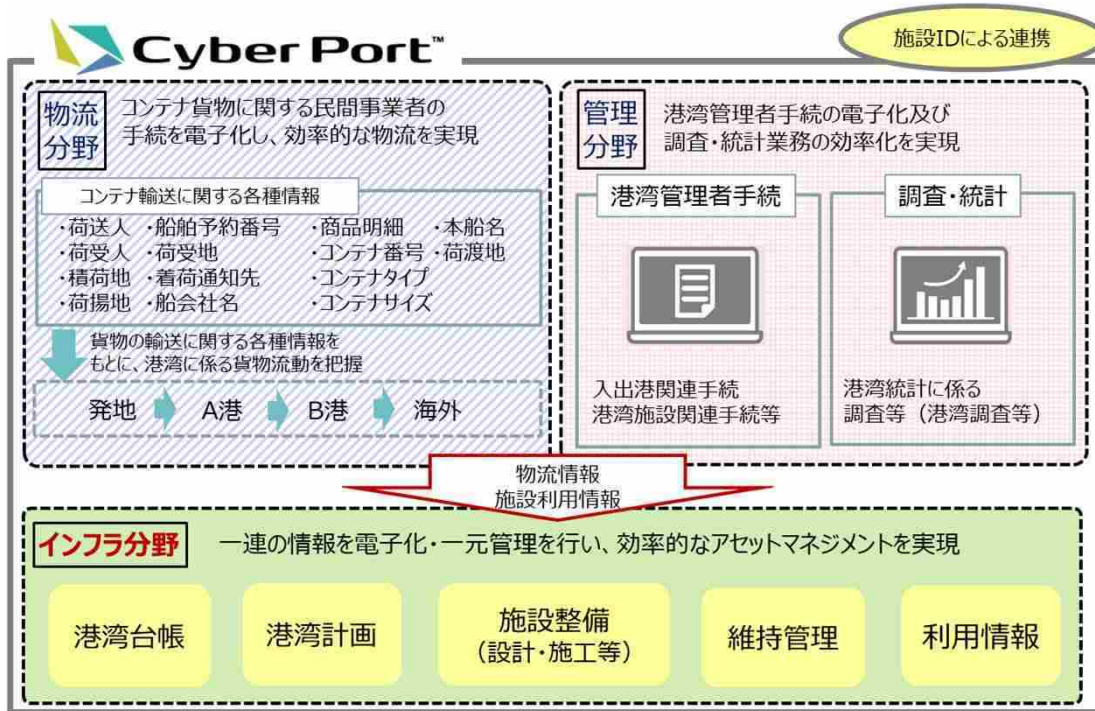 Cyber Port™
施設IDによる連携
物流
分野
コンテナ貨物に関する民間事業者の
手続を電子化し、効率的な物流を実現
コンテナ輸送に関する各種情報
・荷送人 ・船舶予約番号 ・商品明細 ・本船名
・荷受人 ・荷受地 ・コンテナ番号 ・荷渡地
・積荷地 ・着荷通知先 ・コンテナタイプ
・荷揚地 ・船会社名 ・コンテナサイズ
貨物の輸送に関する各種情報を
もとに、港湾に係る貨物流動を把握
発地 A港 B港 海外
管理
分野
港湾管理者手続の電子化及び
調査・統計業務の効率化を実現
港湾管理者手続
入出港関連手続
港湾施設関連手続等
調査・統計
港湾統計に係る
調査等（港湾調査等）
物流情報
施設利用情報
インフラ分野
一連の情報を電子化・一元管理を行い、効率的なアセットマネジメントを実現
港湾台帳
港湾計画
施設整備
（設計・施工等）
維持管理
利用情報